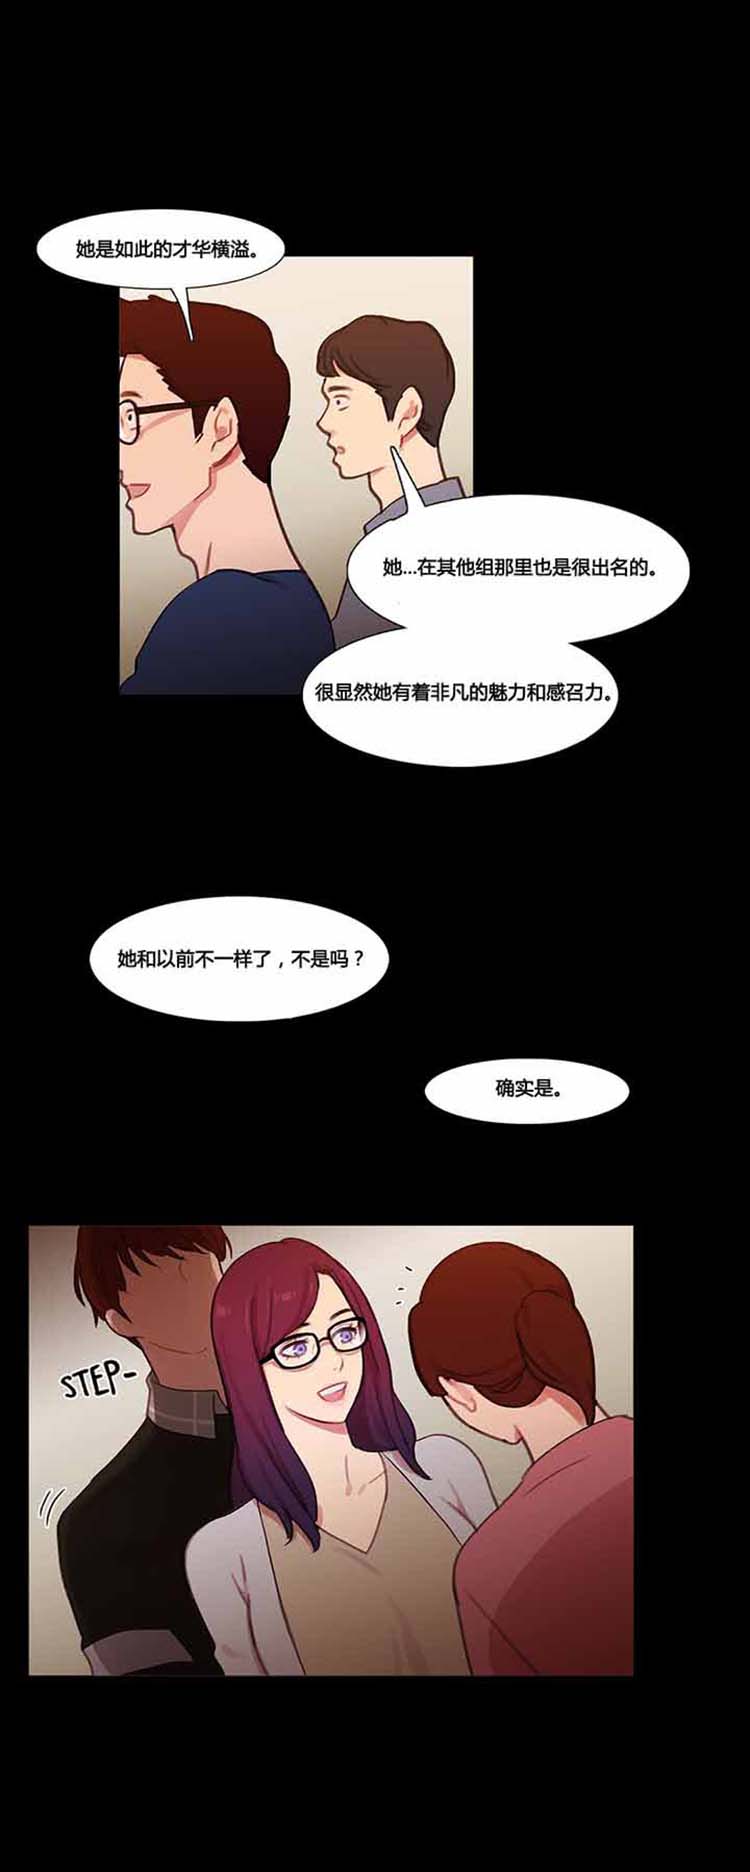 她是如此的才华横溢。
她...在其他组那里也是很出名的。
很显然她有着非凡的魅力和感召力。
她和以前不一样了，不是吗？
确实是。
STEP-